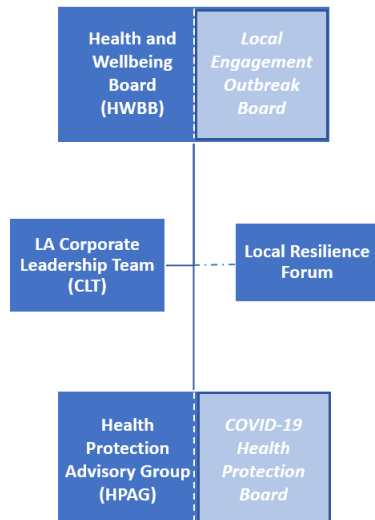 Health and
Wellbeing
Board
(HWBB)
Local
Engagement
Outbreak
Board
LA Corporate
Leadership Team
(CLT)
Local Resilience
Forum
Health
Protection
Advisory Group
(HPAG)
COVID-19
Health
Protection
Board